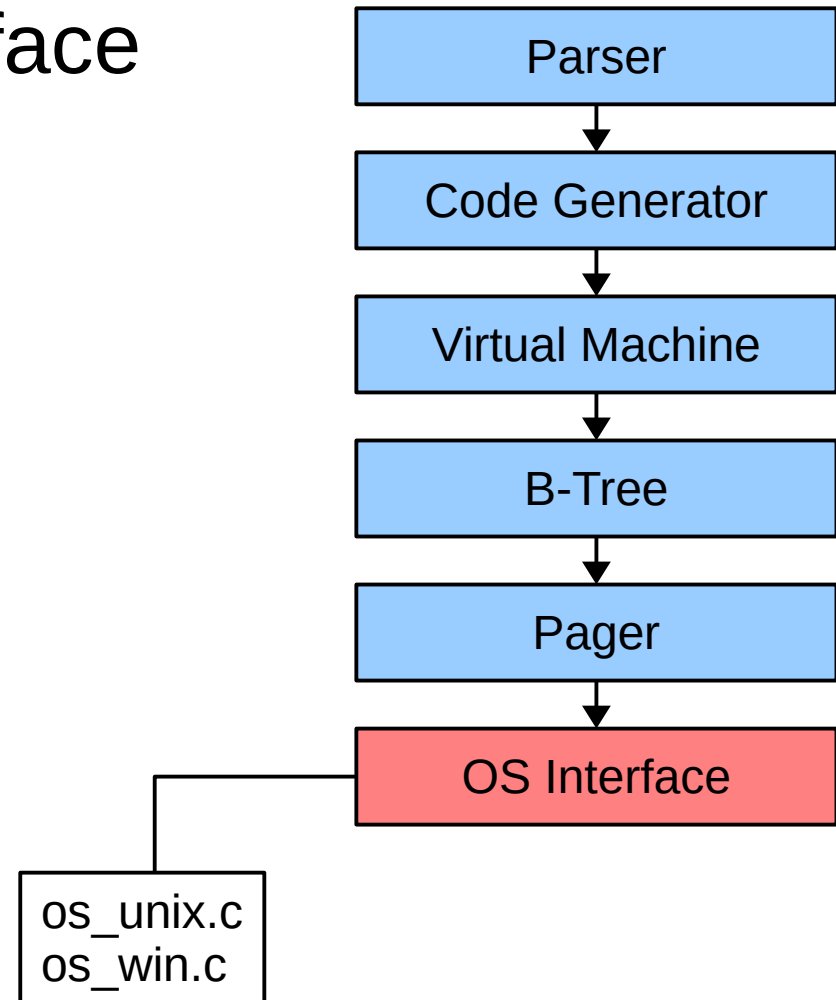 face
Parser
Code Generator
Virtual Machine
B-Tree
Pager
OS Interface
os_unix.c
os_win.c